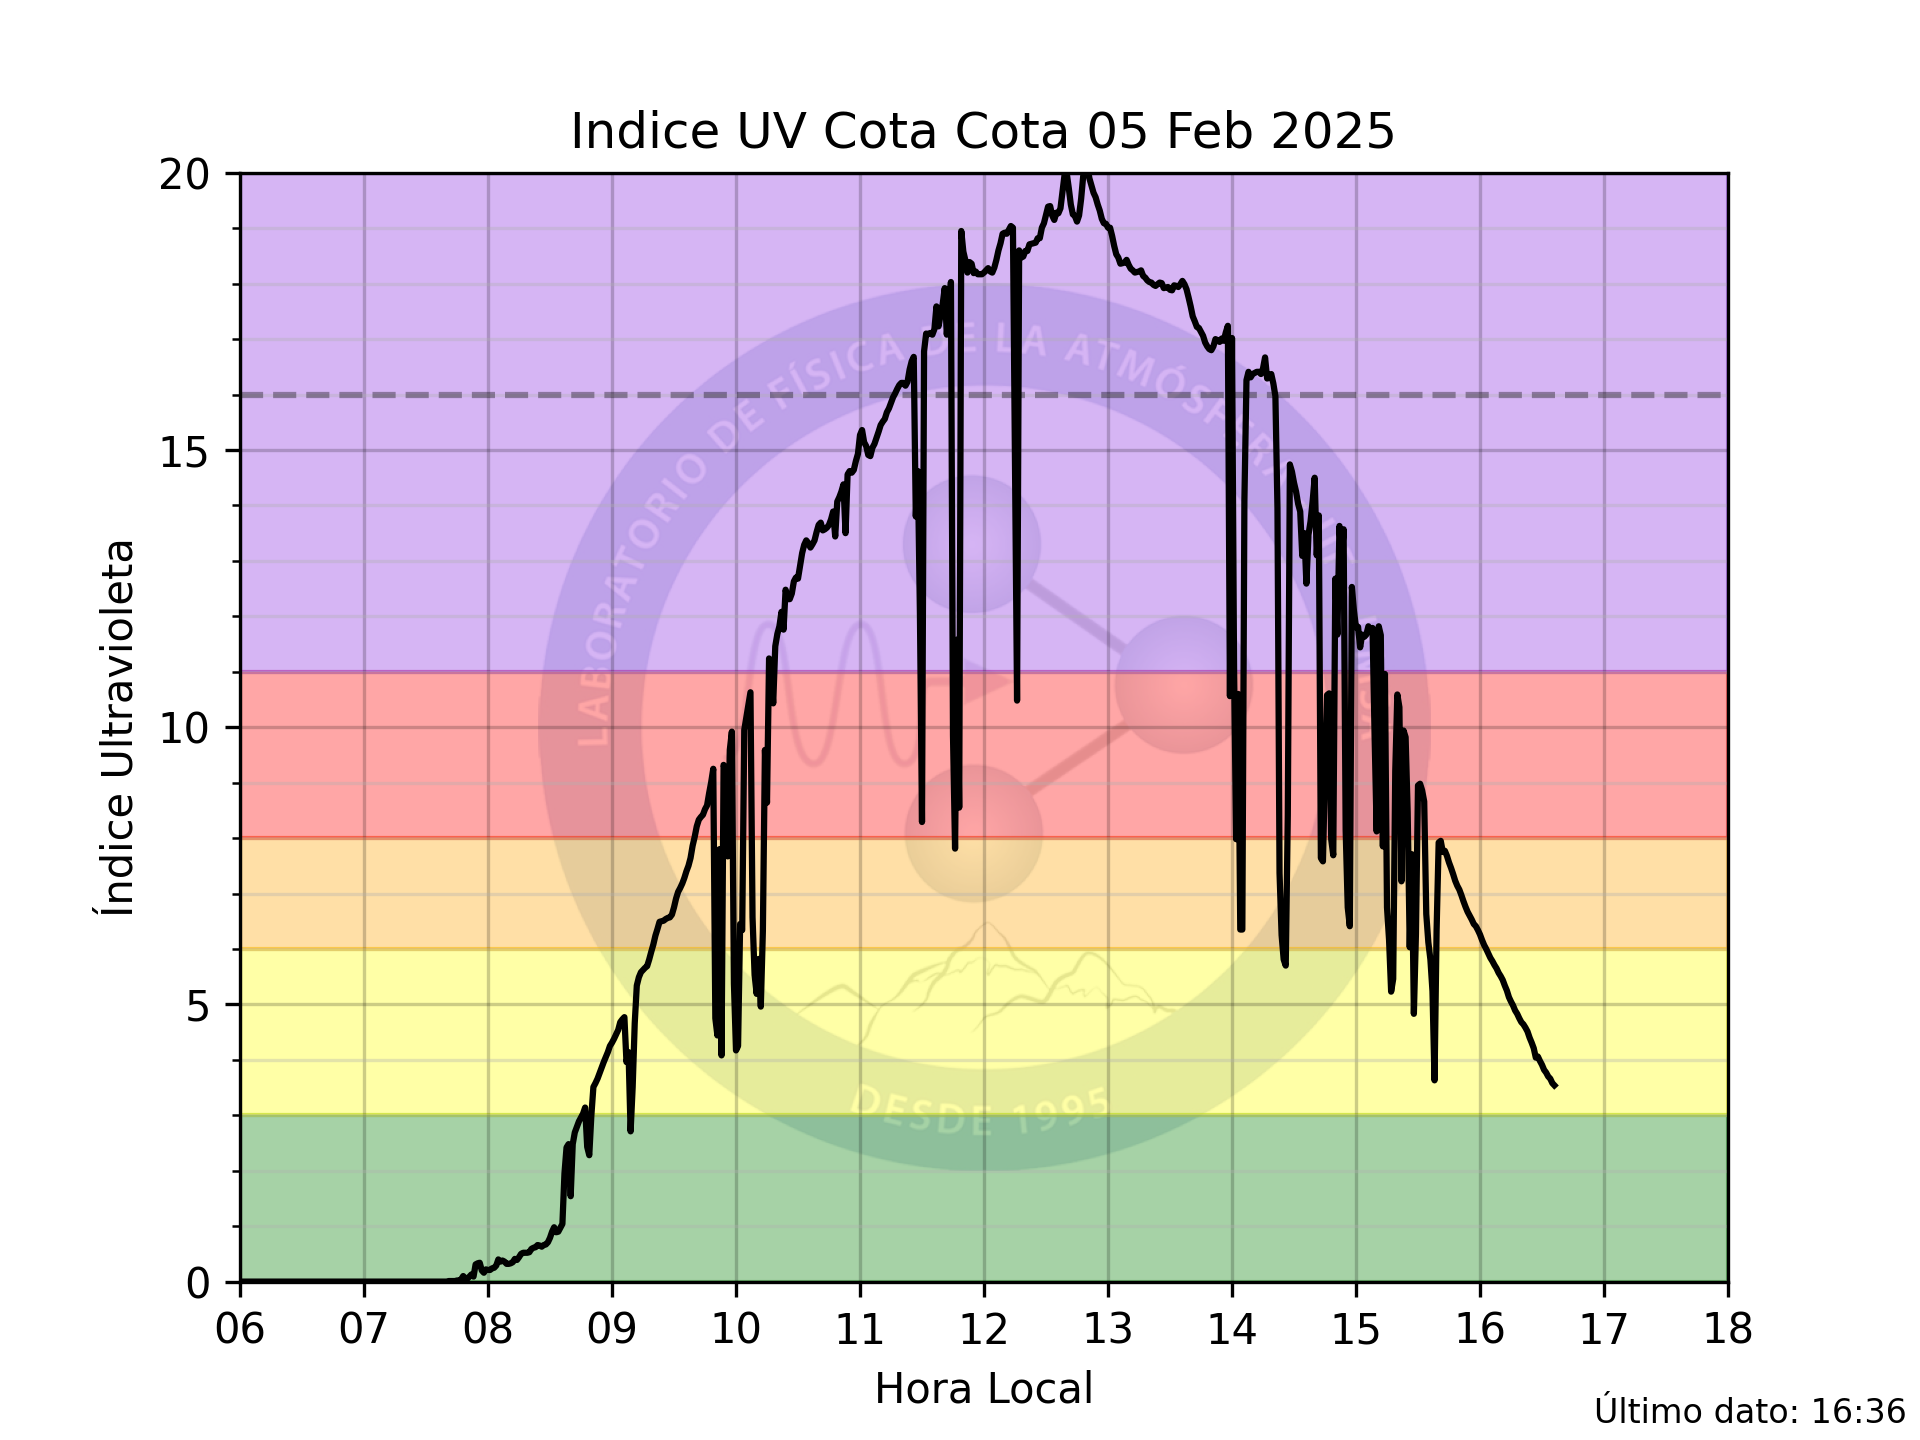 Indice UV Cota Cota 05 Feb 2025
Índice Ultravioleta
20
15
10
5
0
LABORATORIO DE FÍSICA DE LA ATMÓSFERA
DESDE 1995
06 07 08 09 10 11 12 13 14 15 16 17 18
Hora Local
Último dato: 16:36